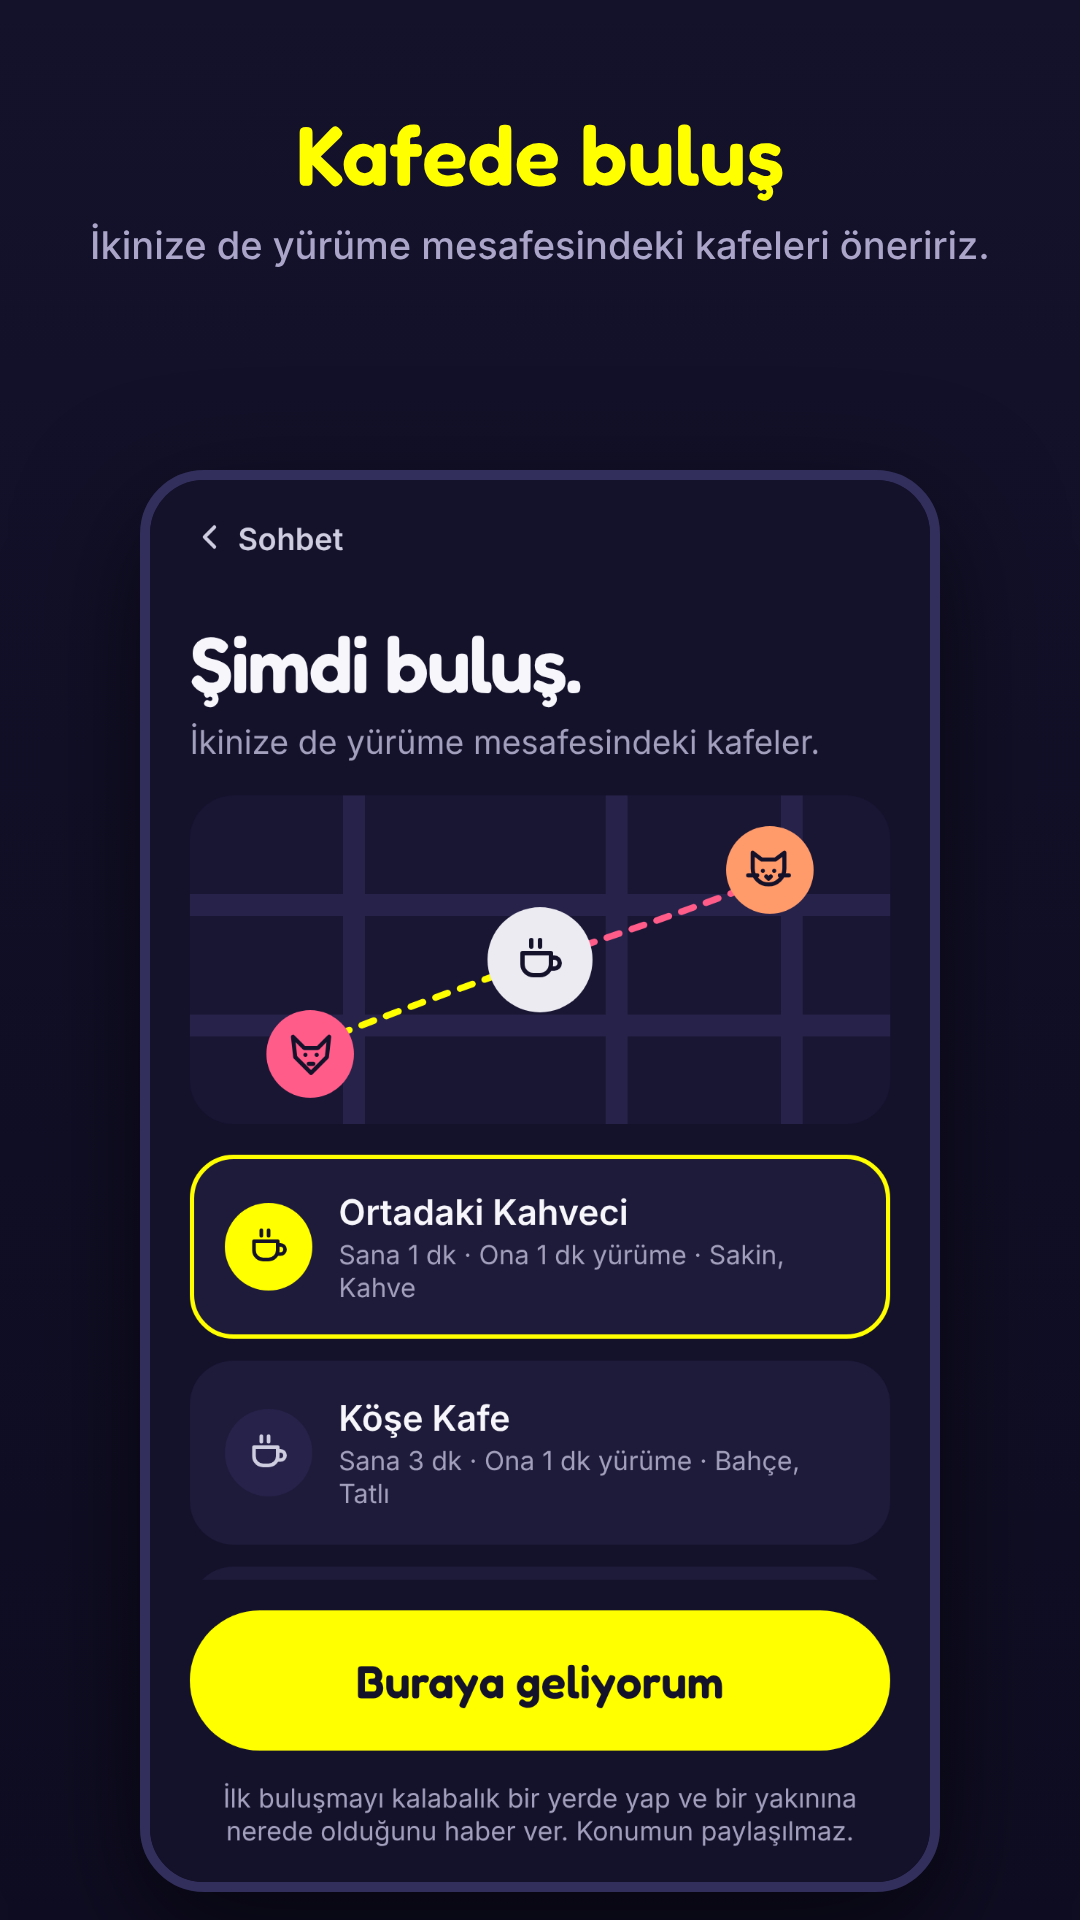 Kafede buluş
İkinize de yürüme mesafesindeki kafeleri öneririz.
Sohbet
Şimdi buluş.
İkinize de yürüme mesafesindeki kafeler.
Ortadaki Kahveci
Sana 1 dk · Ona 1 dk yürüme · Sakin,
Kahve
Köşe Kafe
Sana 3 dk · Ona 1 dk yürüme · Bahçe,
Tatlı
Buraya geliyorum
İlk buluşmayı kalabalık bir yerde yap ve bir yakınına
nerede olduğunu haber ver. Konumun paylaşılmaz.